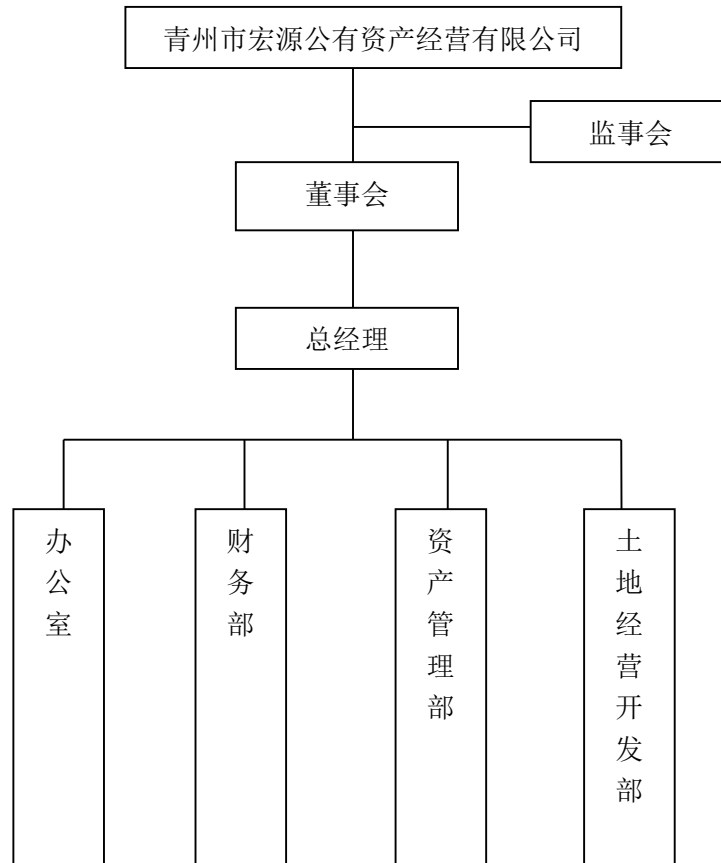 青州市宏源公有资产经营有限公司
监事会
董事会
总经理
办公室
财务部
资产管理部
土地经营开发部